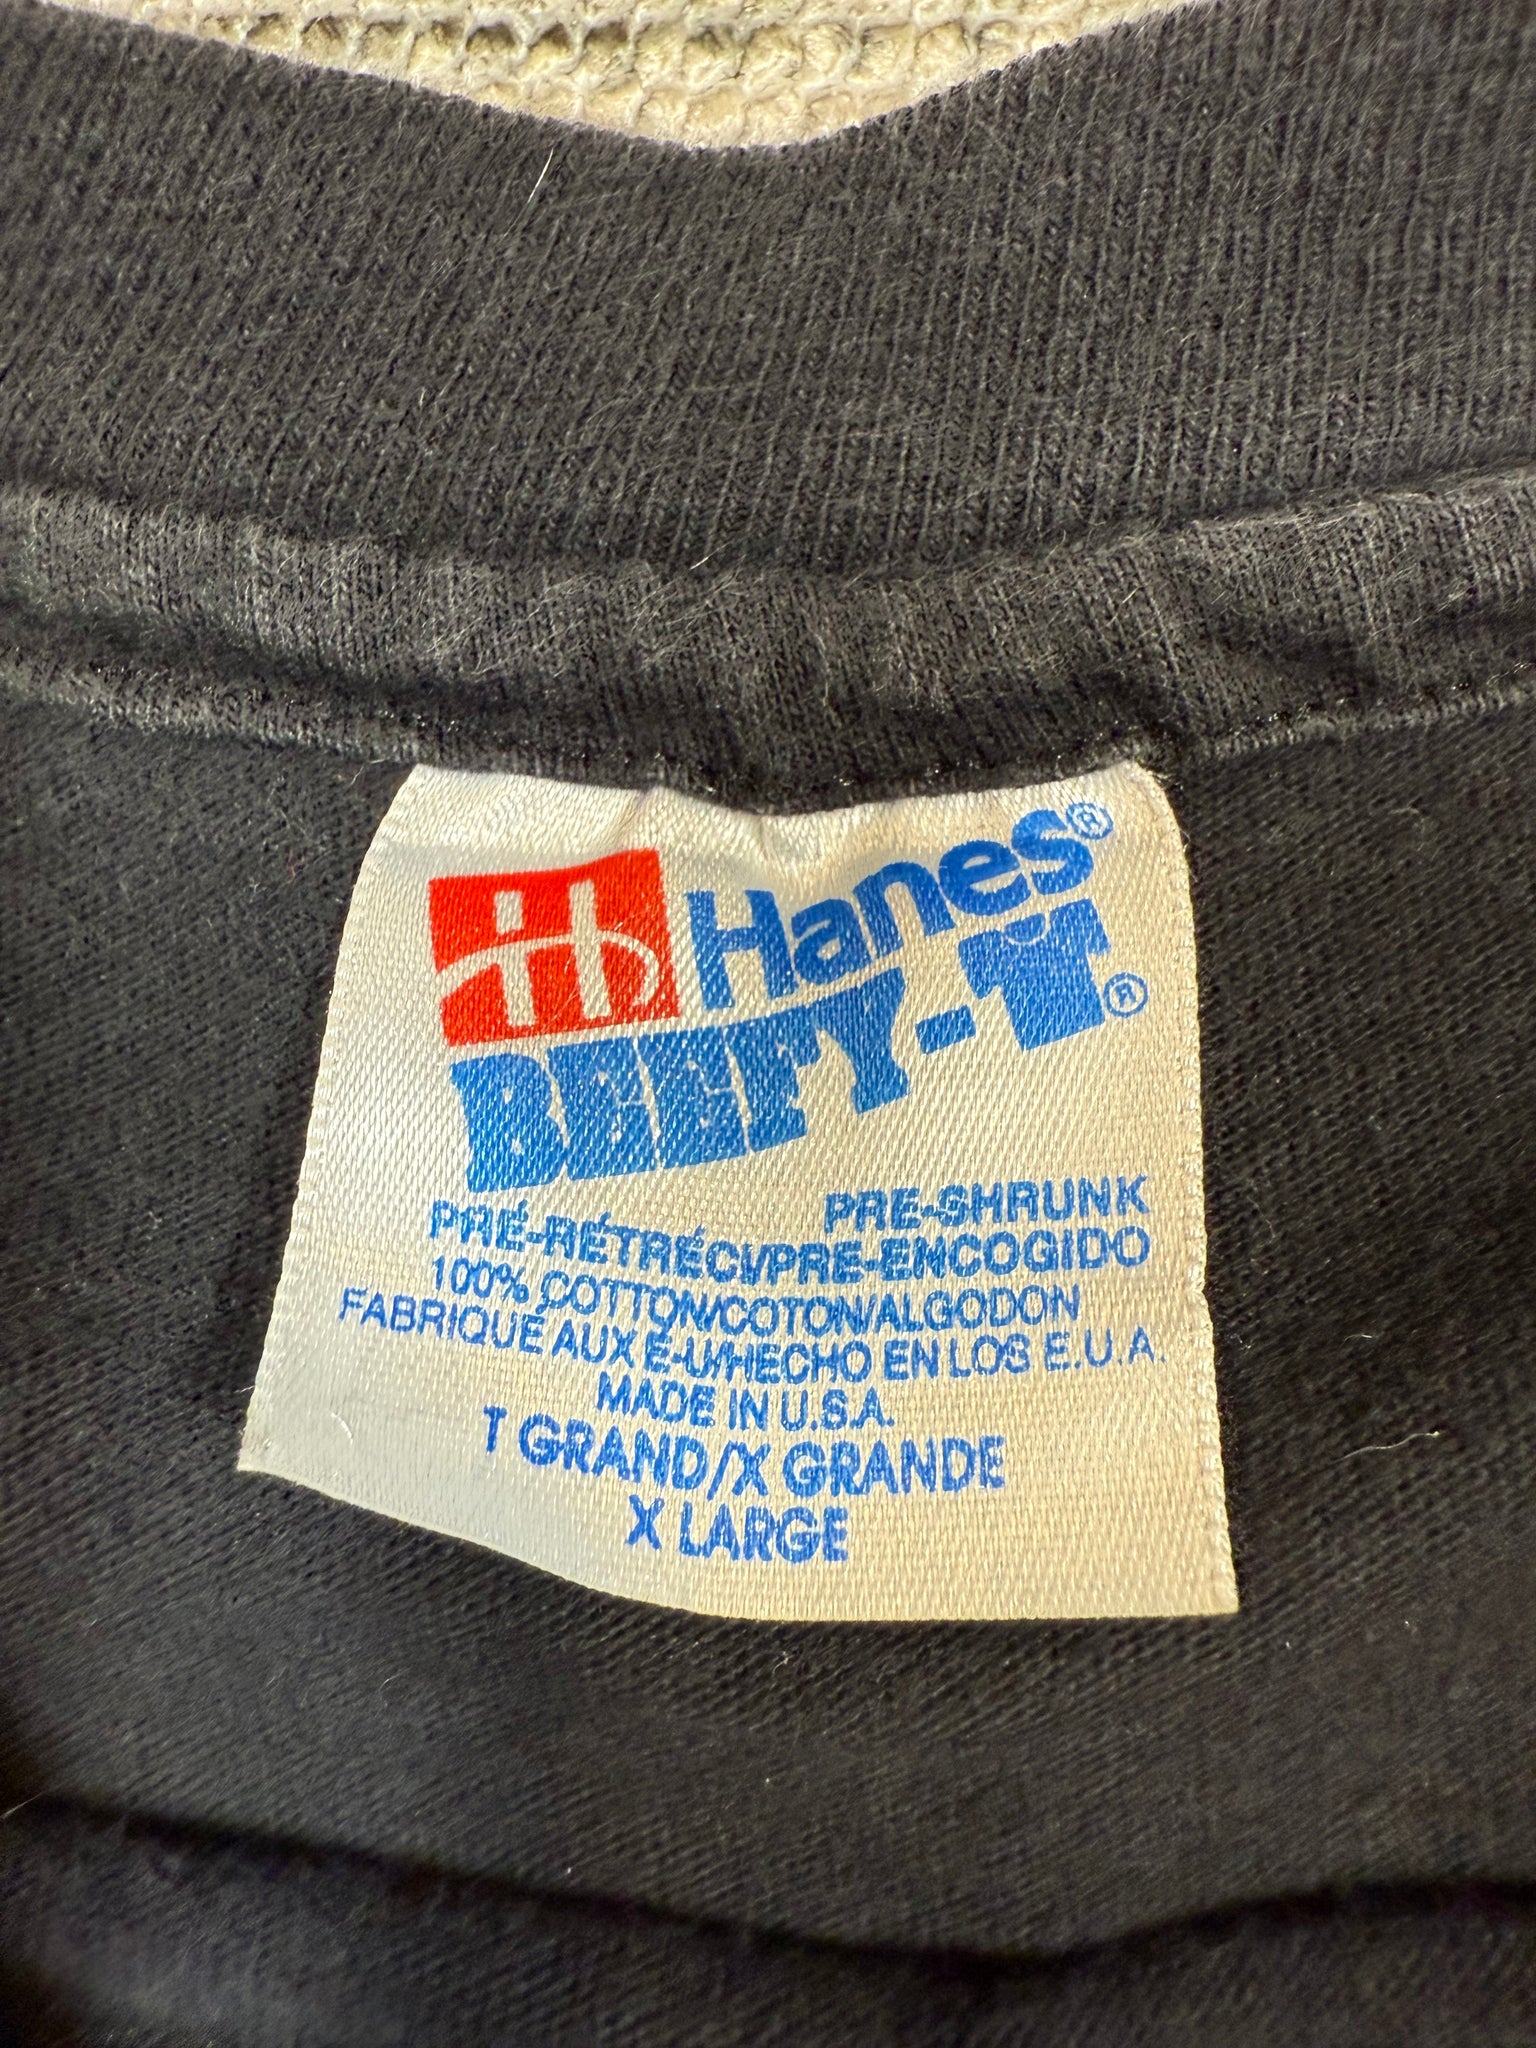 Hanes®
BEEFY-T®
PRE-SHRUNK
PRÉ-RÉTRÉCI/PRE-ENCOGIDO
100% COTTON/COTON/ALGODON
FABRIQUÉ AUX É-U/HECHO EN LOS E.U.A.
MADE IN U.S.A.
T GRAND/X GRANDE
X LARGE